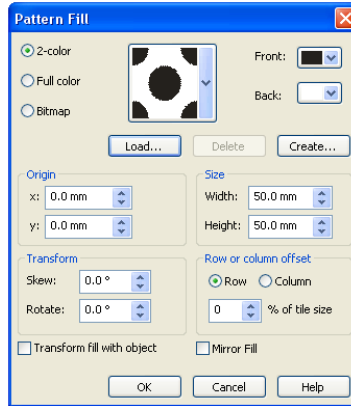 Pattern Fill
2-color
Full color
Bitmap
Front:
Back:
Load... Delete Create...
Origin
x: 0.0 mm
y: 0.0 mm
Size
Width: 50.0 mm
Height: 50.0 mm
Transform
Skew: 0.0 °
Rotate: 0.0 °
Row or column offset
Row Column
0 % of tile size
Transform fill with object
Mirror Fill
OK Cancel Help